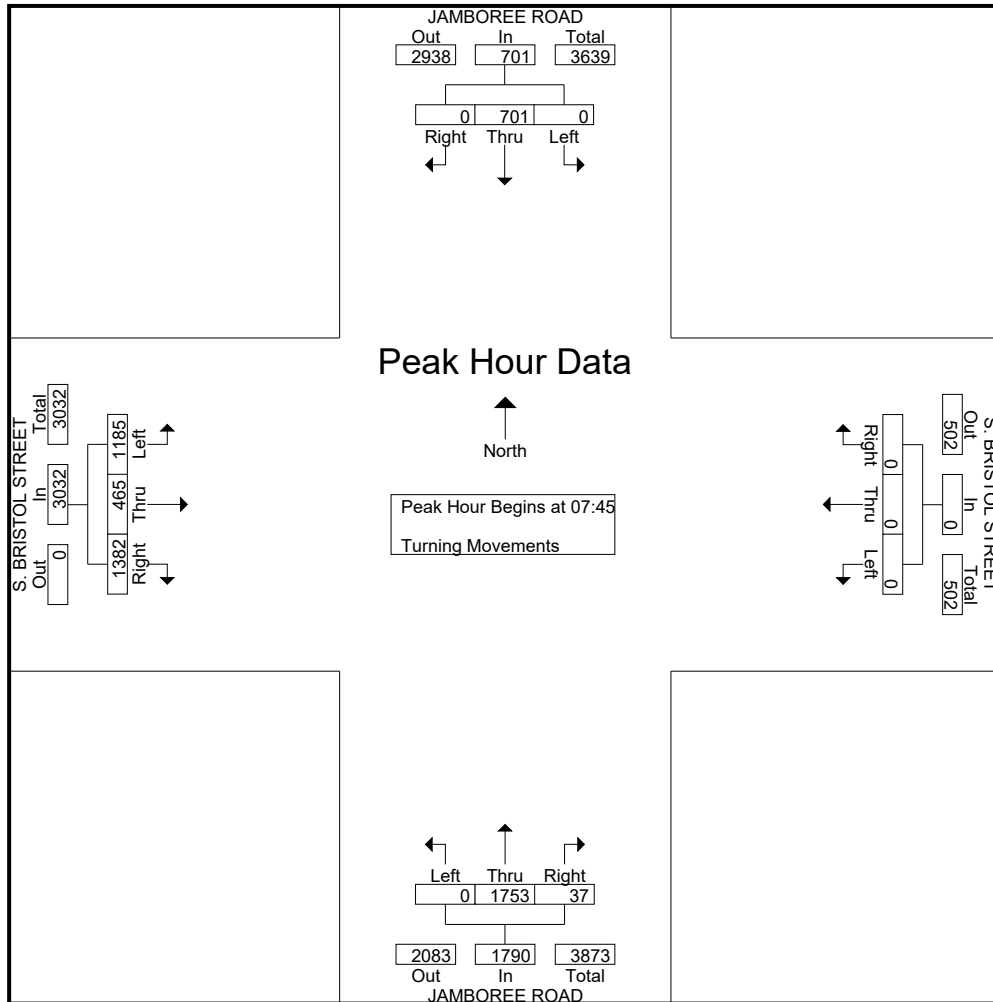 JAMBOREE ROAD
Out In Total
2938 701 3639
0 701 0
Right Thru Left
Peak Hour Data
North
Peak Hour Begins at 07:45
Turning Movements
S. BRISTOL STREET
Out In Total
0 3032 3032
Right Thru Left
1382 465 1185
S. BRISTOL STREET
Out In Total
502 0 502
Right Thru Left
0 0 0
Left Thru Right
0 1753 37
2083 1790 3873
Out In Total
JAMBOREE ROAD